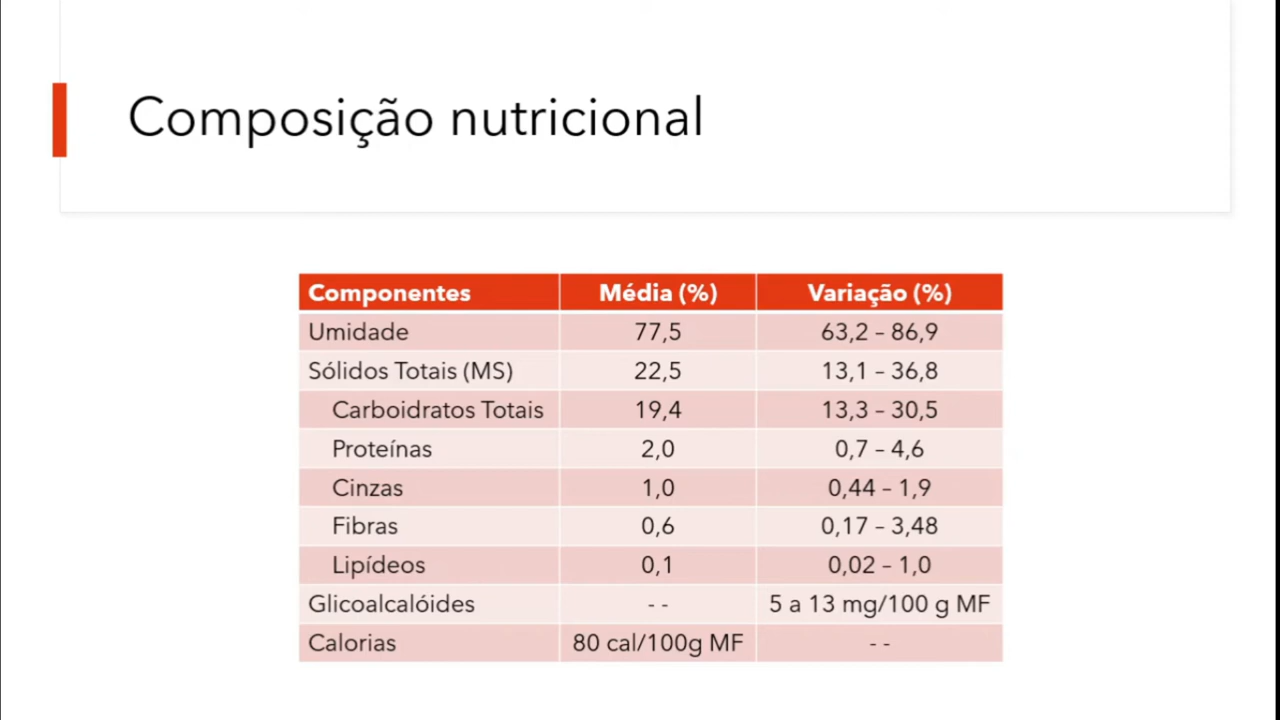 Composição nutricional
Componentes Média (%) Variação (%)
Umidade 77,5 63,2 – 86,9
Sólidos Totais (MS) 22,5 13,1 – 36,8
Carboidratos Totais 19,4 13,3 – 30,5
Proteínas 2,0 0,7 – 4,6
Cinzas 1,0 0,44 – 1,9
Fibras 0,6 0,17 – 3,48
Lipídeos 0,1 0,02 – 1,0
Glicoalcalóides - - 5 a 13 mg/100 g MF
Calorias 80 cal/100g MF - -